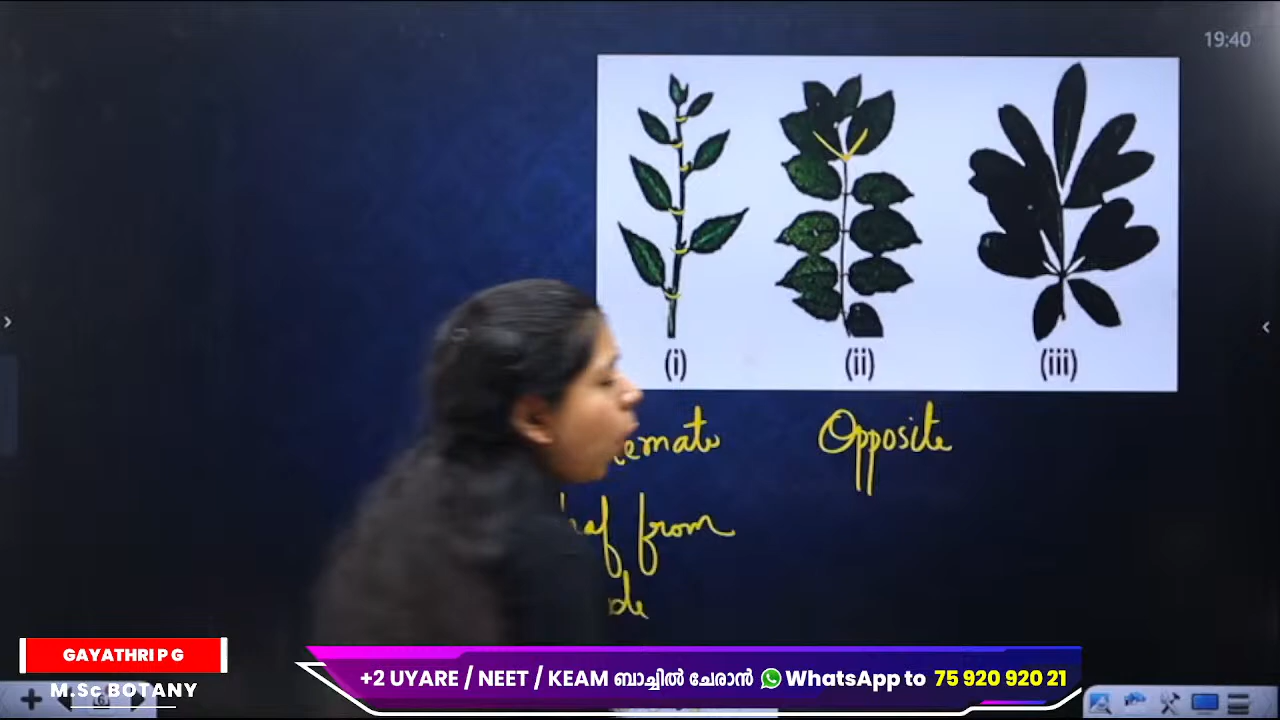 19:40
(i) (ii) (iii)
Opposite
from
GAYATHRI P G
M.Sc BOTANY
+2 UYARE / NEET / KEAM ബാച്ചിൽ ചേരാൻ WhatsApp to 75 920 920 21